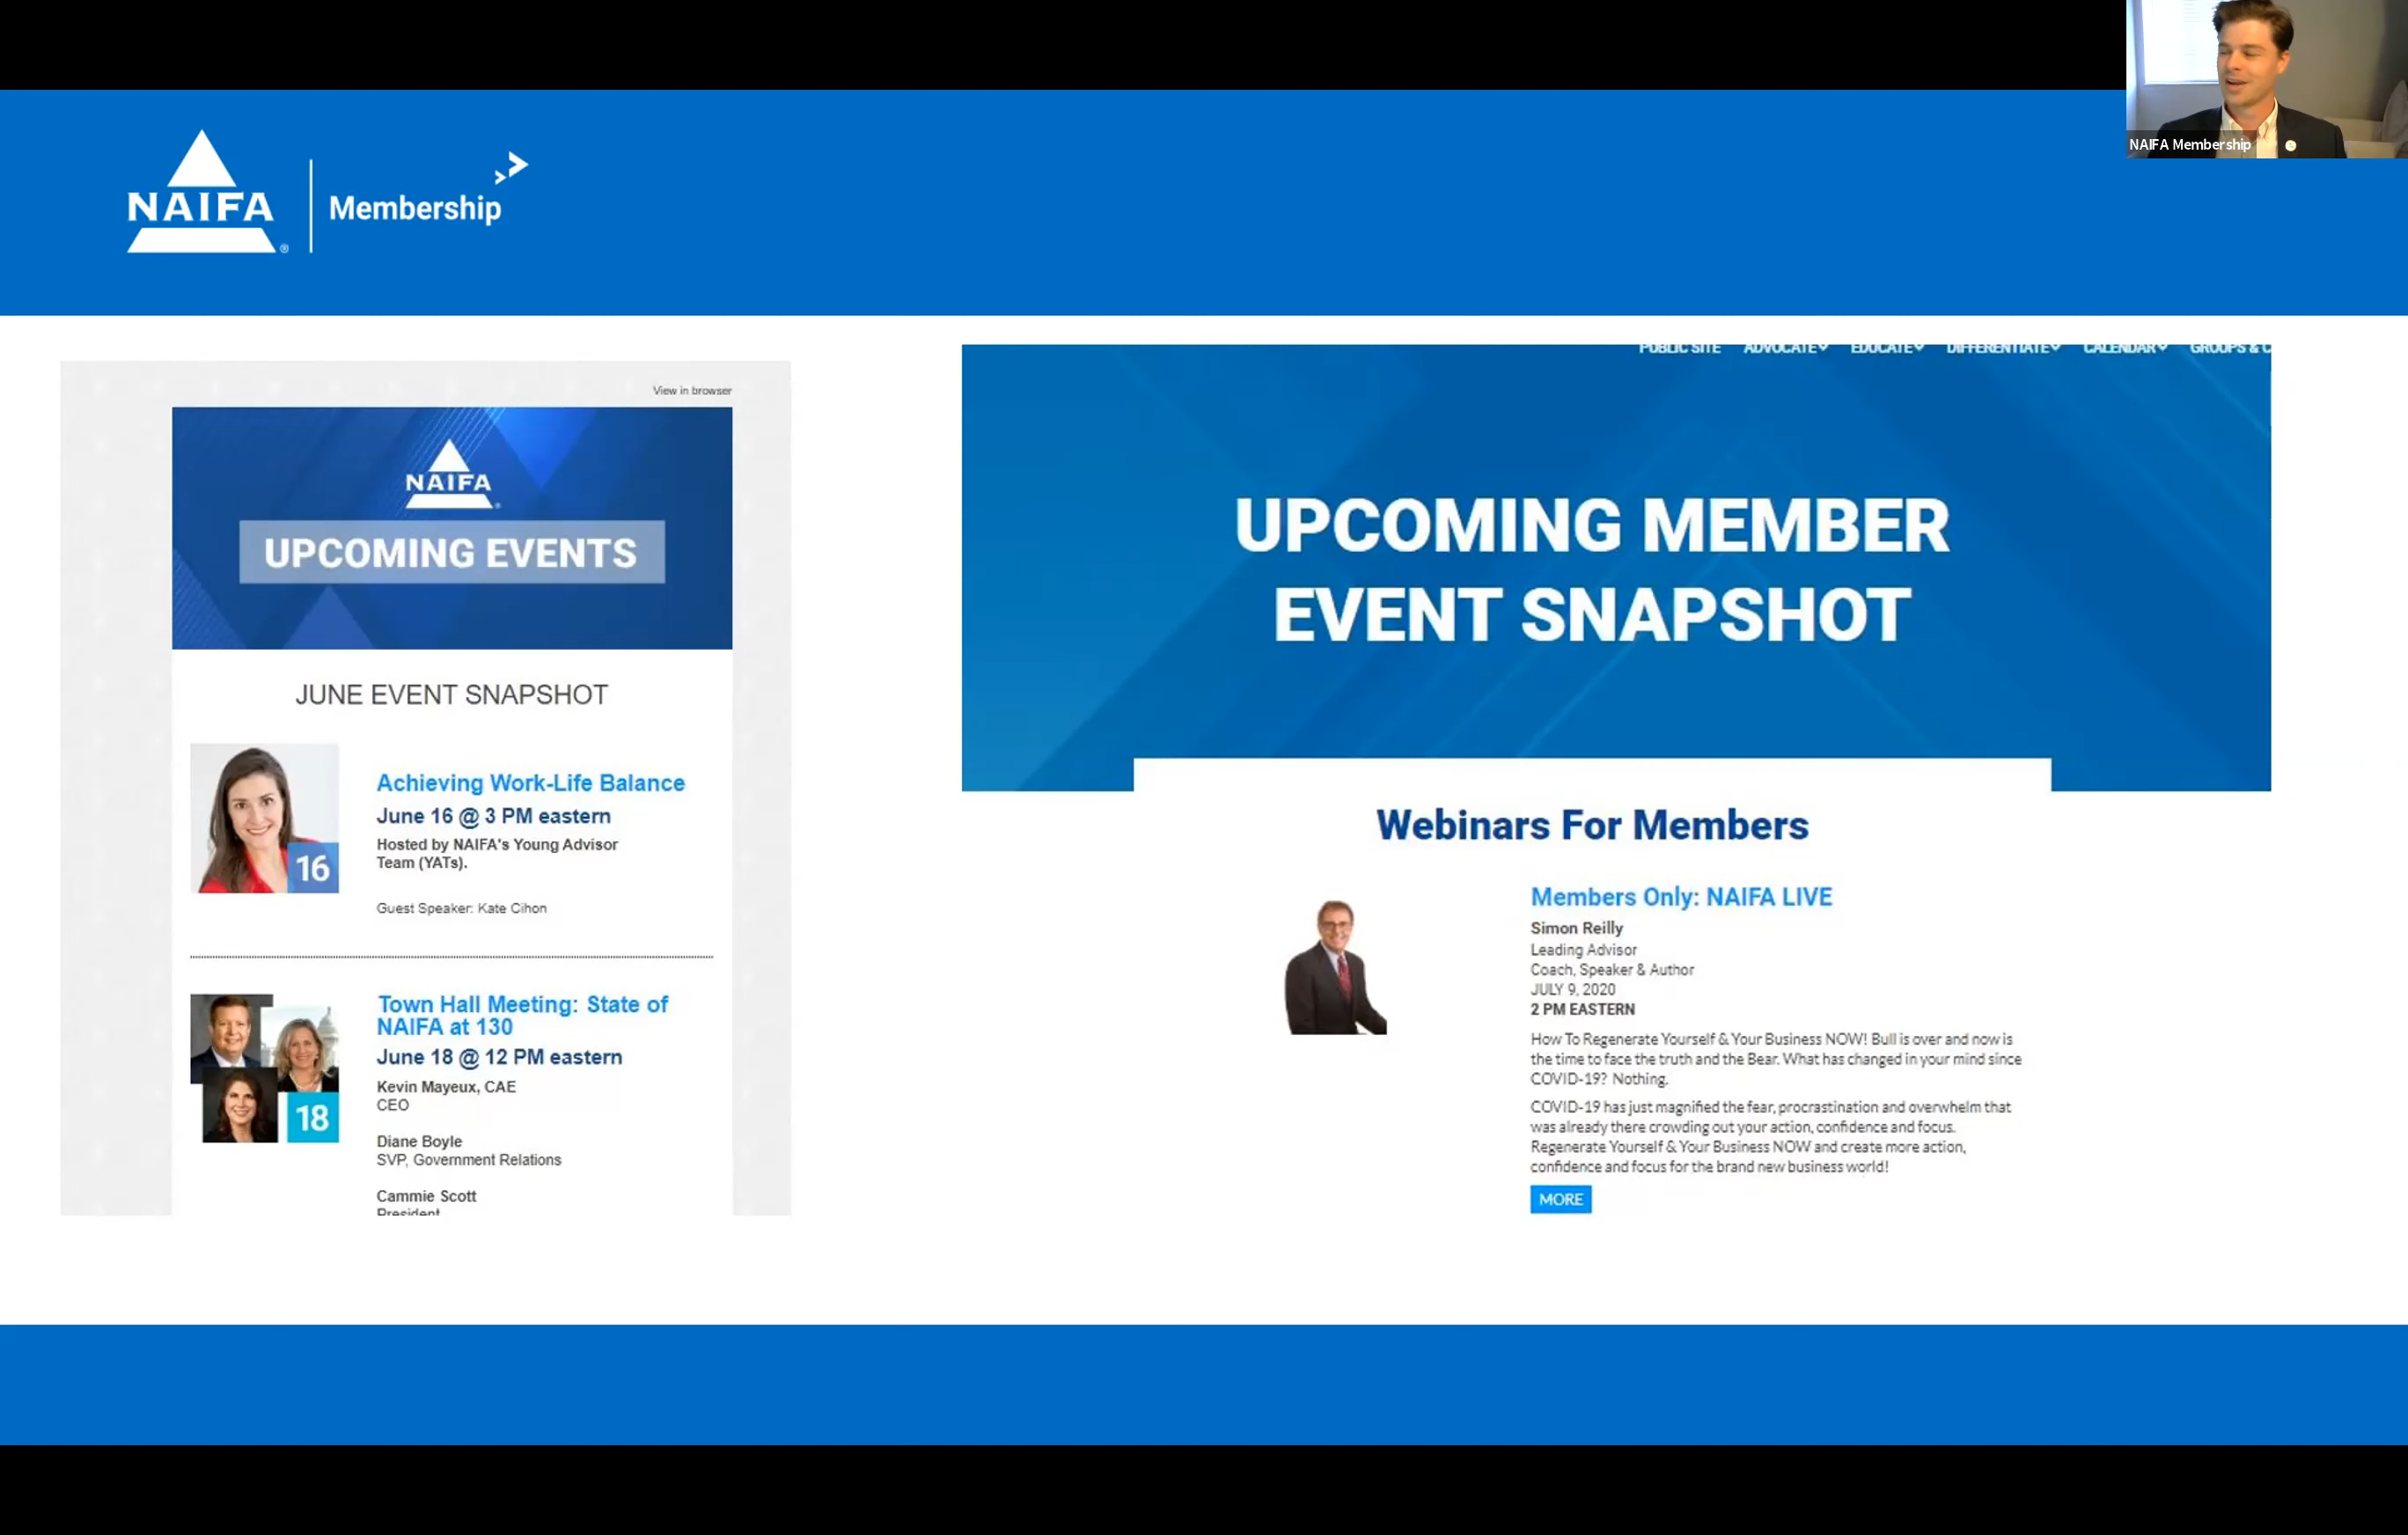 NAIFA Membership
NAIFA
®
Membership
View in browser
NAIFA
UPCOMING EVENTS
JUNE EVENT SNAPSHOT
16
Achieving Work-Life Balance
June 16 @ 3 PM eastern
Hosted by NAIFA's Young Advisor
Team (YATs).
Guest Speaker: Kate Cihon
18
Town Hall Meeting: State of
NAIFA at 130
June 18 @ 12 PM eastern
Kevin Mayeux, CAE
CEO
Diane Boyle
SVP, Government Relations
Cammie Scott
President
PUBLIC SITE ADVOCATE EDUCATE DIFFERENTIATE CALENDAR GROUPS & C
UPCOMING MEMBER
EVENT SNAPSHOT
Webinars For Members
Members Only: NAIFA LIVE
Simon Reilly
Leading Advisor
Coach, Speaker & Author
JULY 9, 2020
2 PM EASTERN
How To Regenerate Yourself & Your Business NOW! Bull is over and now is
the time to face the truth and the Bear. What has changed in your mind since
COVID-19? Nothing.
COVID-19 has just magnified the fear, procrastination and overwhelm that
was already there crowding out your action, confidence and focus.
Regenerate Yourself & Your Business NOW and create more action,
confidence and focus for the brand new business world!
MORE